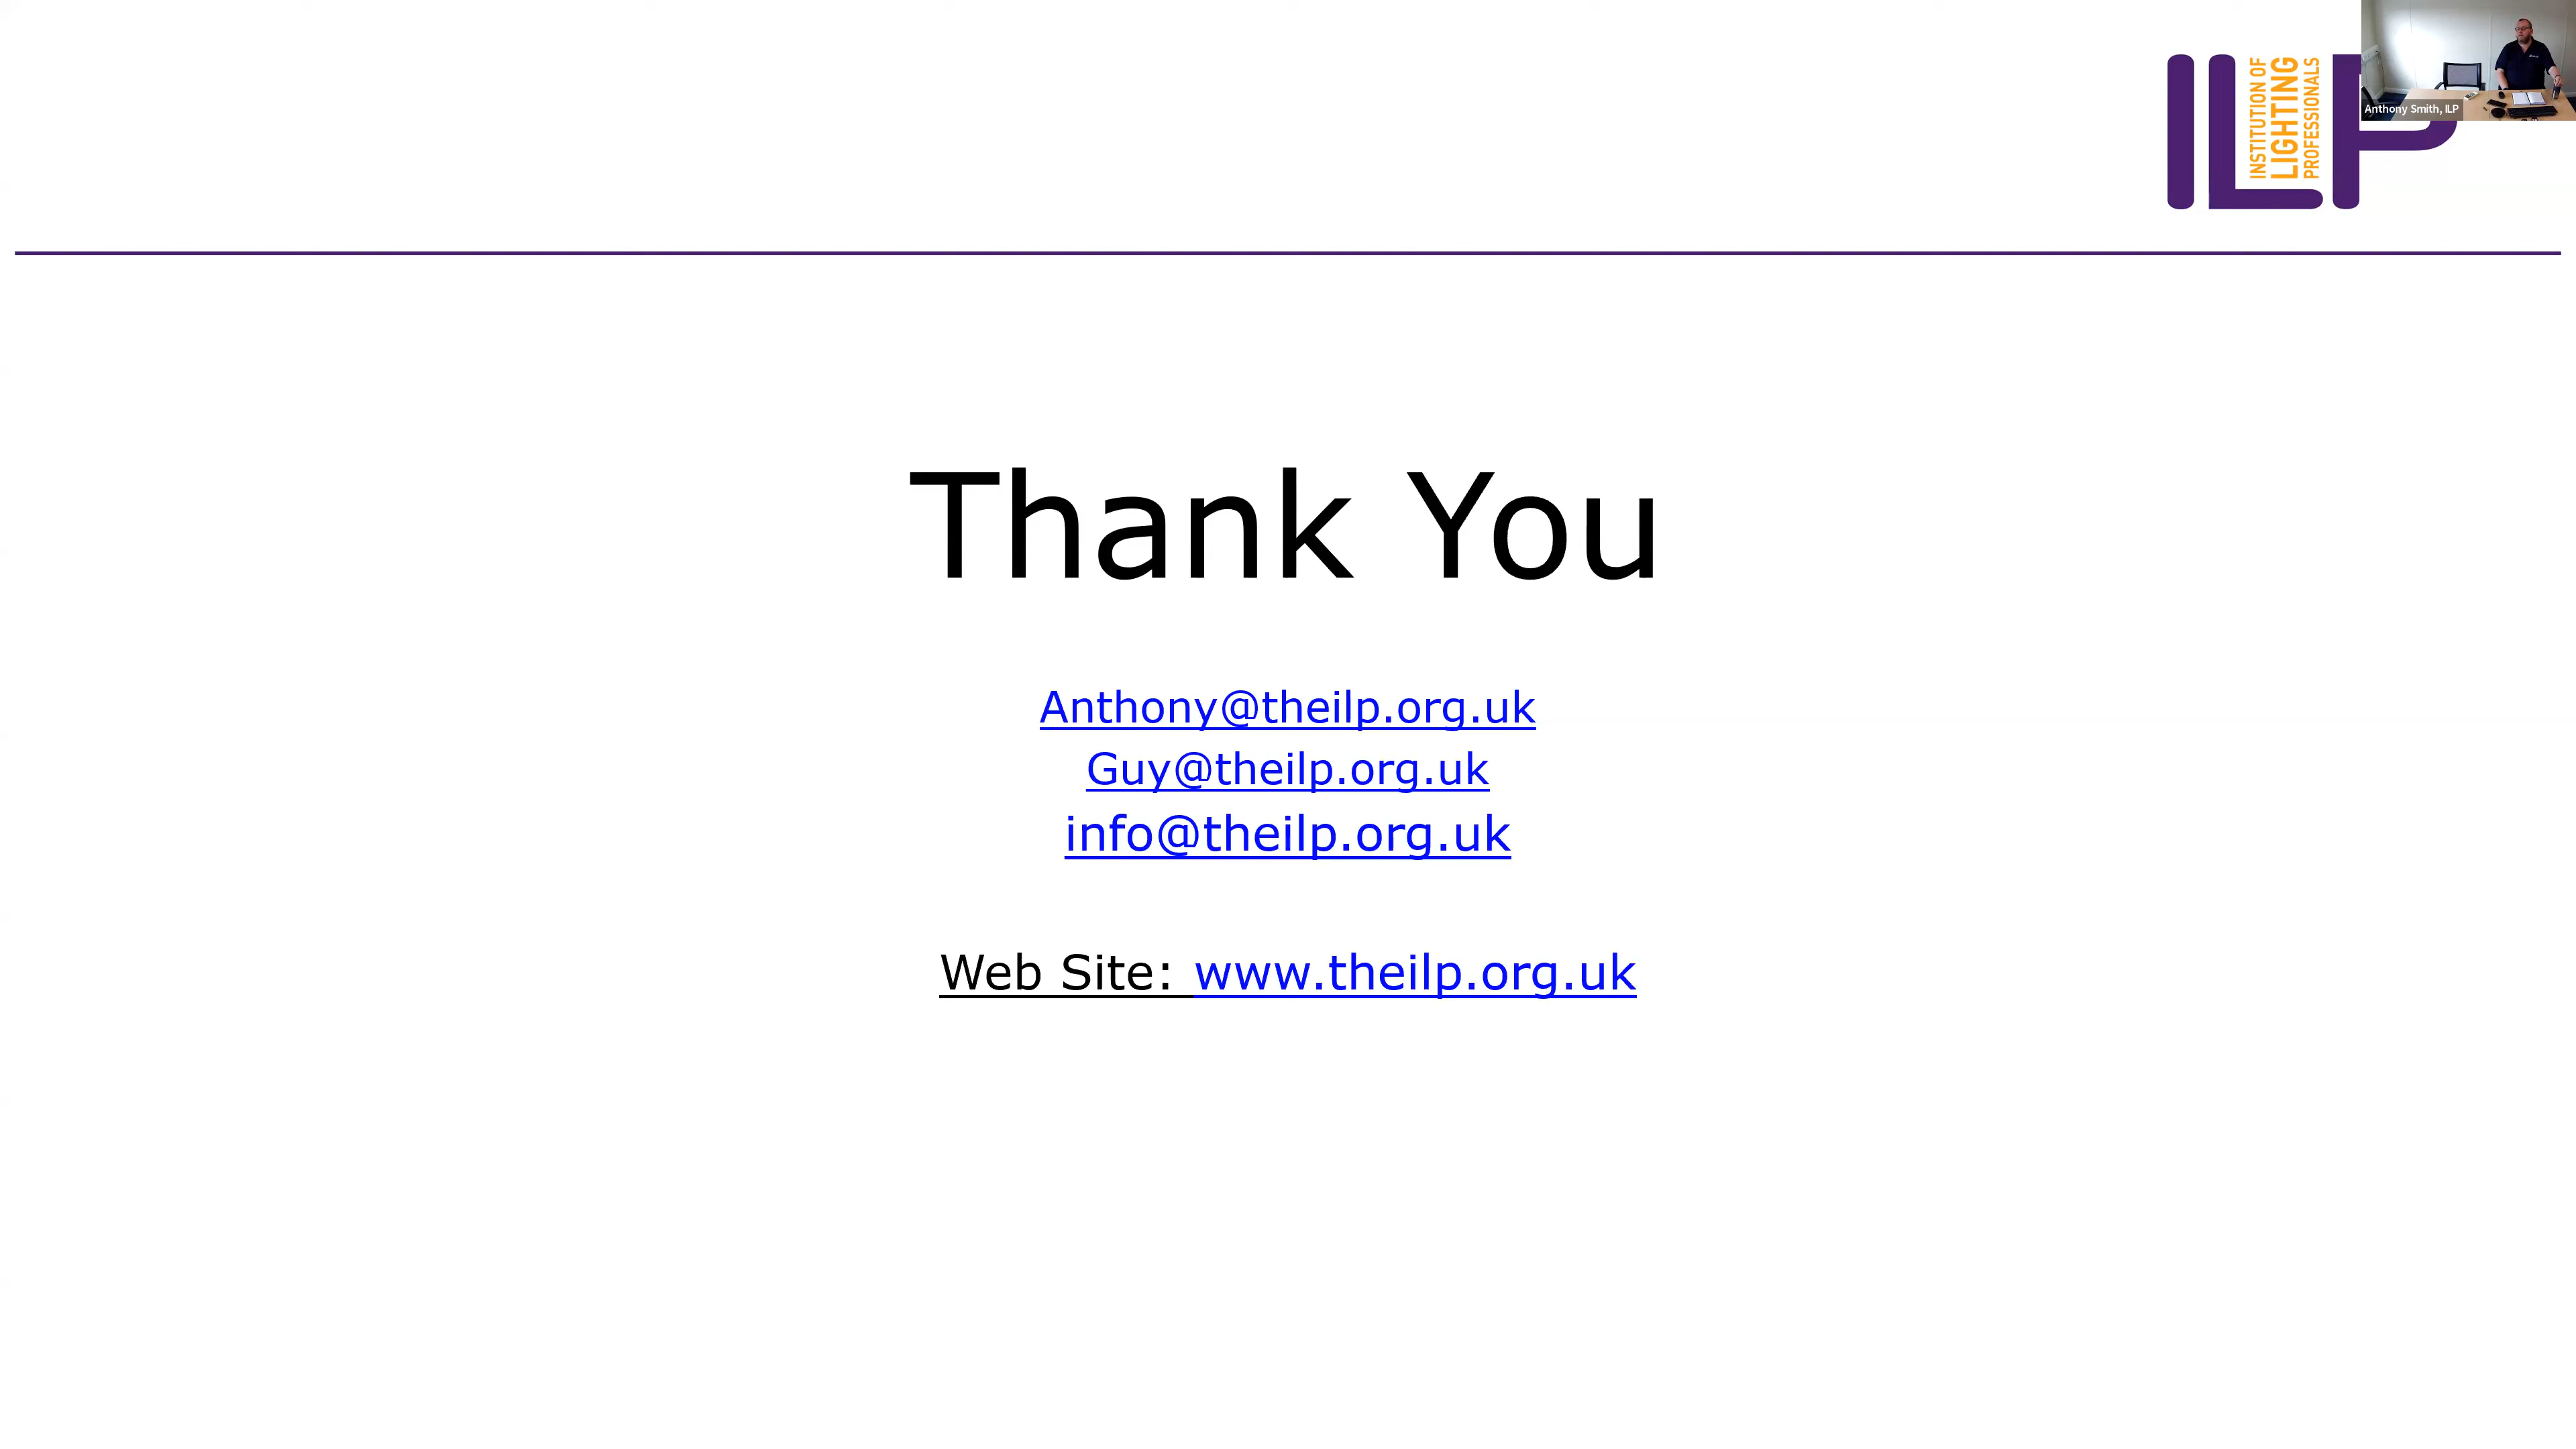 ILP
INSTITUTION OF
LIGHTING
PROFESSIONALS
Anthony Smith, ILP
Thank You
Anthony@theilp.org.uk
Guy@theilp.org.uk
info@theilp.org.uk
Web Site: www.theilp.org.uk